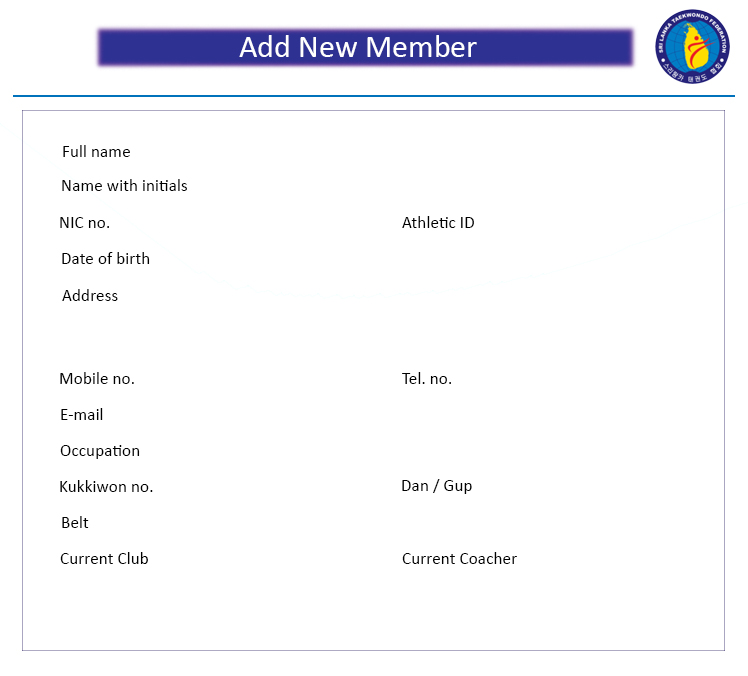 Add New Member
SRI LANKA TAEKWONDO FEDERATION
스리랑카 태권도 협회
Full name
Name with initials
NIC no. Athletic ID
Date of birth
Address
Mobile no. Tel. no.
E-mail
Occupation
Kukkiwon no. Dan / Gup
Belt
Current Club Current Coacher